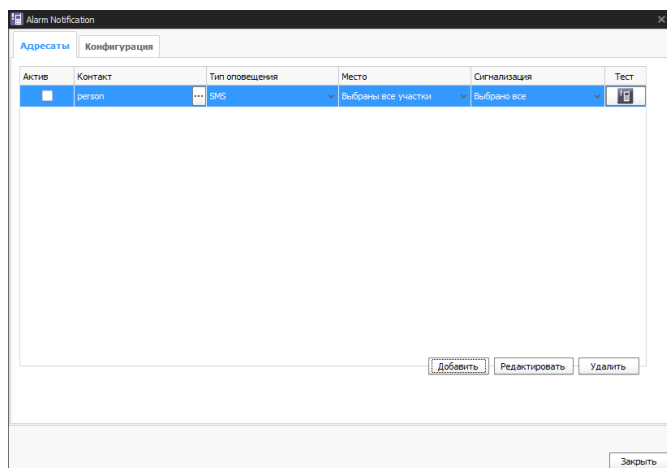 Alarm Notification
Адресаты Конфигурация
Актив Контакт Тип оповещения Место Сигнализация Тест
person ... SMS Выбраны все участки Выбрано все
Добавить Редактировать Удалить
Закрыть